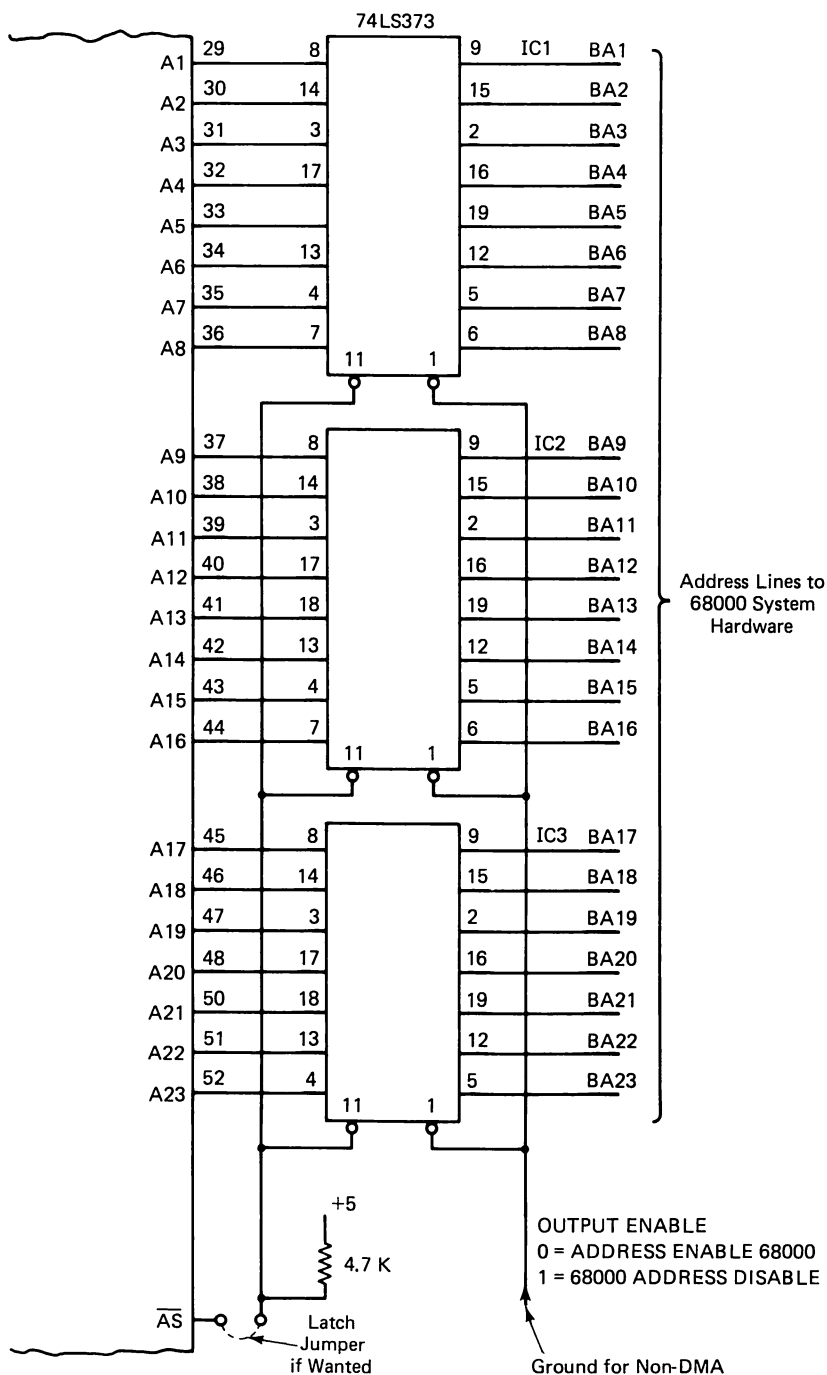 74LS373
A1 29 8 9 IC1 BA1
A2 30 14 15 BA2
A3 31 3 2 BA3
A4 32 17 16 BA4
A5 33 19 BA5
A6 34 13 12 BA6
A7 35 4 5 BA7
A8 36 7 6 BA8
11 1
A9 37 8 9 IC2 BA9
A10 38 14 15 BA10
A11 39 3 2 BA11
A12 40 17 16 BA12
A13 41 18 19 BA13
A14 42 13 12 BA14
A15 43 4 5 BA15
A16 44 7 6 BA16
11 1
Address Lines to
68000 System
Hardware
A17 45 8 9 IC3 BA17
A18 46 14 15 BA18
A19 47 3 2 BA19
A20 48 17 16 BA20
A21 50 18 19 BA21
A22 51 13 12 BA22
A23 52 4 5 BA23
11 1
+5
4.7 K
AS
Latch
Jumper
if Wanted
OUTPUT ENABLE
0 = ADDRESS ENABLE 68000
1 = 68000 ADDRESS DISABLE
Ground for Non-DMA